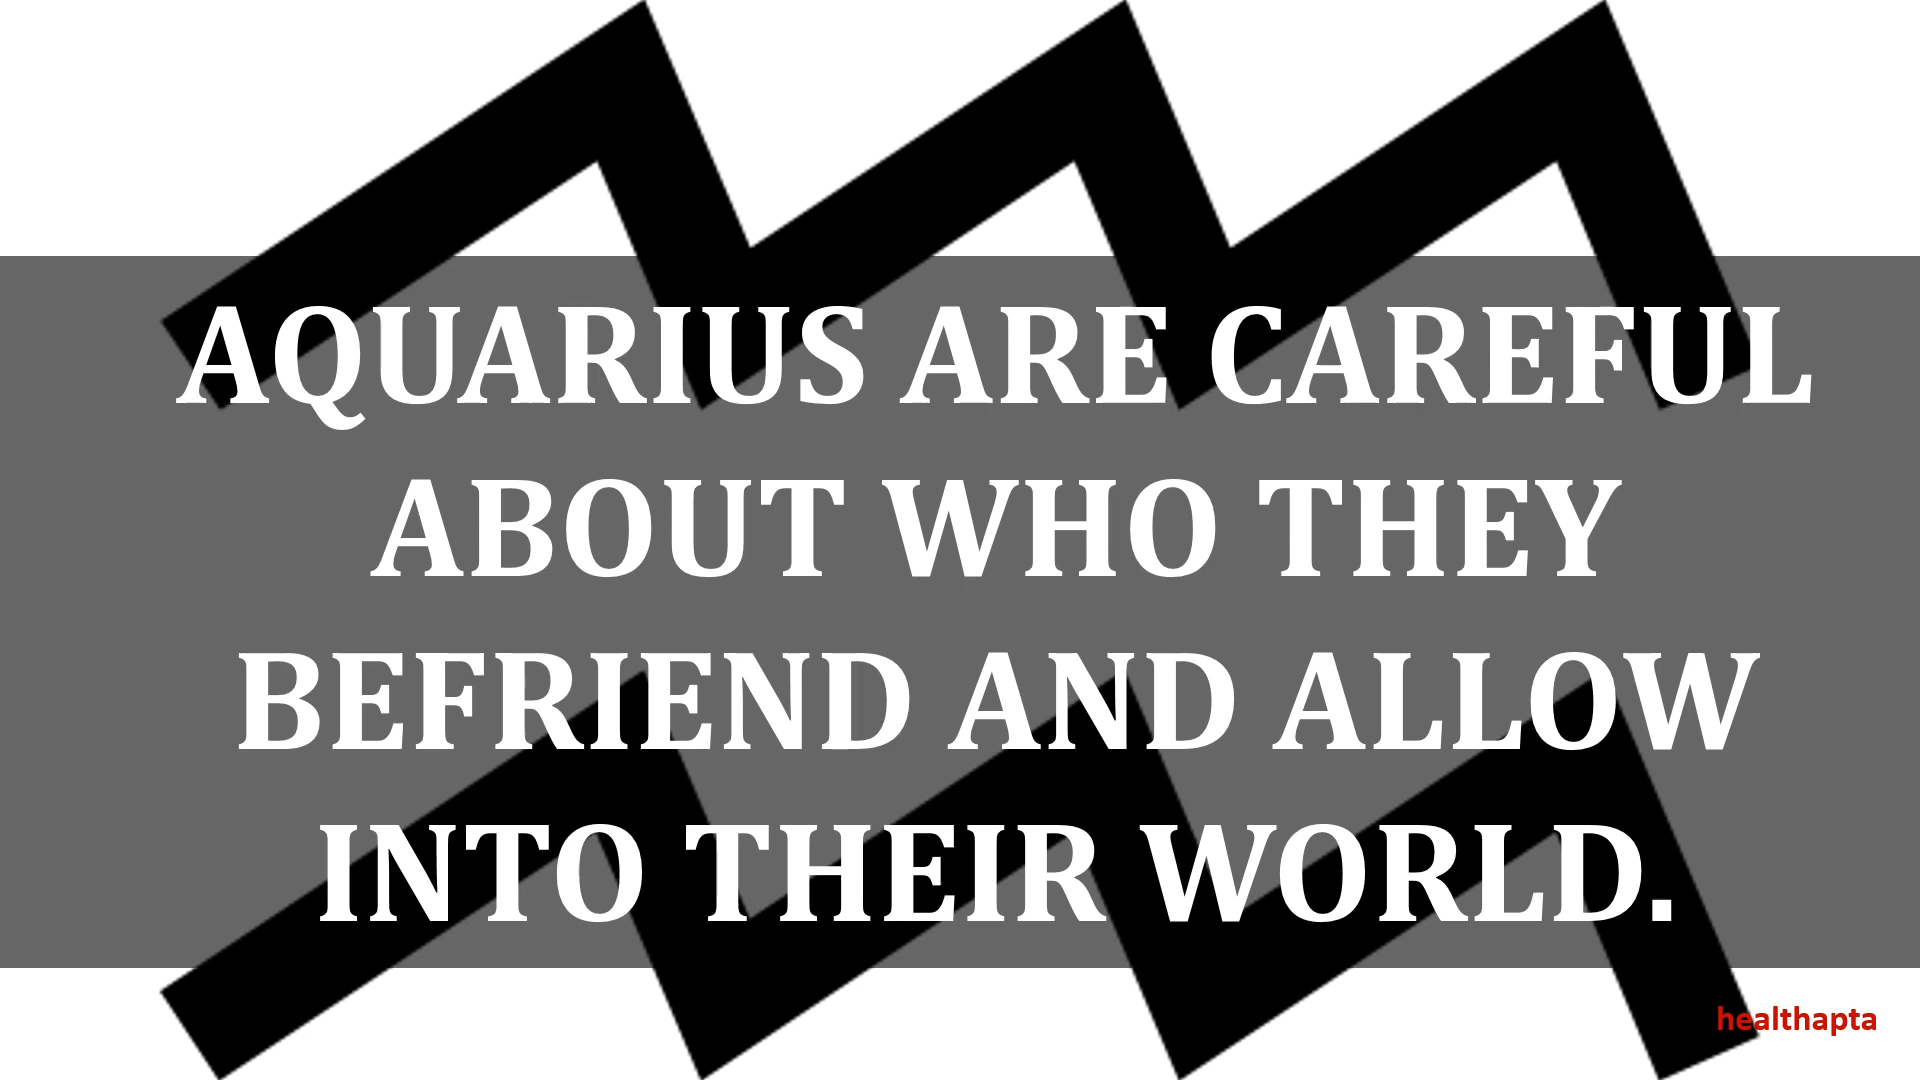 AQUARIUS ARE CAREFUL
ABOUT WHO THEY
BEFRIEND AND ALLOW
INTO THEIR WORLD.
healthapta